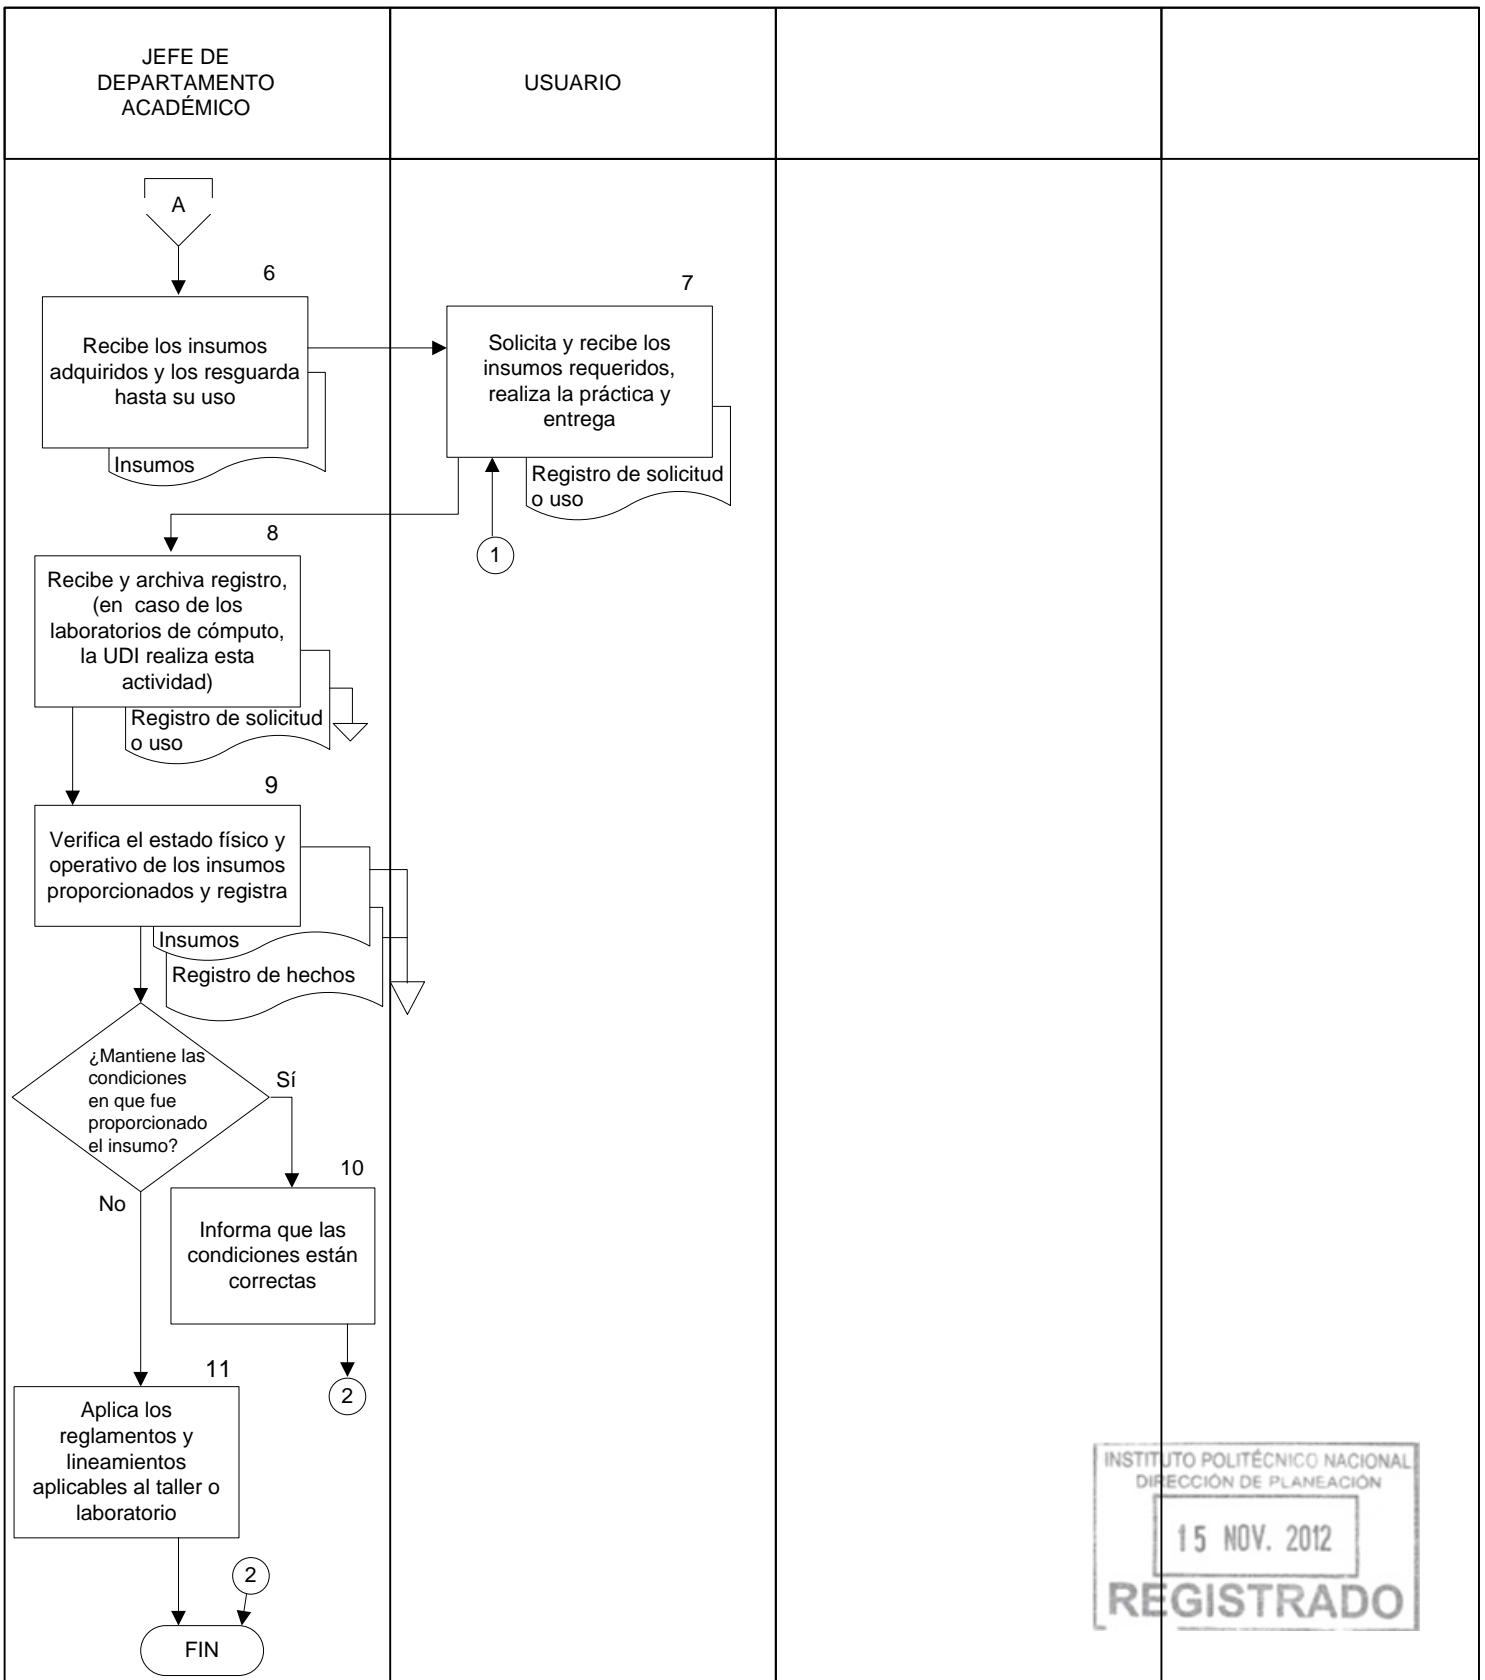 JEFE DE
DEPARTAMENTO
ACADÉMICO
USUARIO
A
6
Recibe los insumos
adquiridos y los resguarda
hasta su uso
Insumos
7
Solicita y recibe los
insumos requeridos,
realiza la práctica y
entrega
Registro de solicitud
o uso
1
8
Recibe y archiva registro,
(en caso de los
laboratorios de cómputo,
la UDI realiza esta
actividad)
Registro de solicitud
o uso
9
Verifica el estado físico y
operativo de los insumos
proporcionados y registra
Insumos
Registro de hechos
¿Mantiene las
condiciones
en que fue
proporcionado
el insumo?
Sí
No
10
Informa que las
condiciones están
correctas
2
11
Aplica los
reglamentos y
lineamientos
aplicables al taller o
laboratorio
2
FIN
INSTITUTO POLITÉCNICO NACIONAL
DIRECCIÓN DE PLANEACIÓN
15 NOV. 2012
REGISTRADO